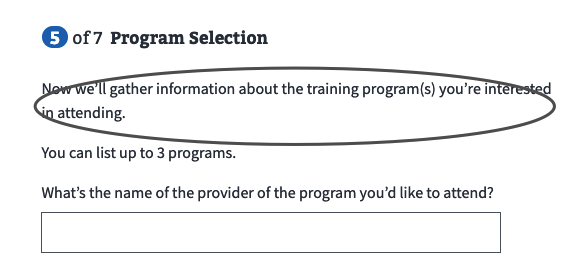 5 of 7 Program Selection
Now we’ll gather information about the training program(s) you’re interested
in attending.
You can list up to 3 programs.
What’s the name of the provider of the program you’d like to attend?